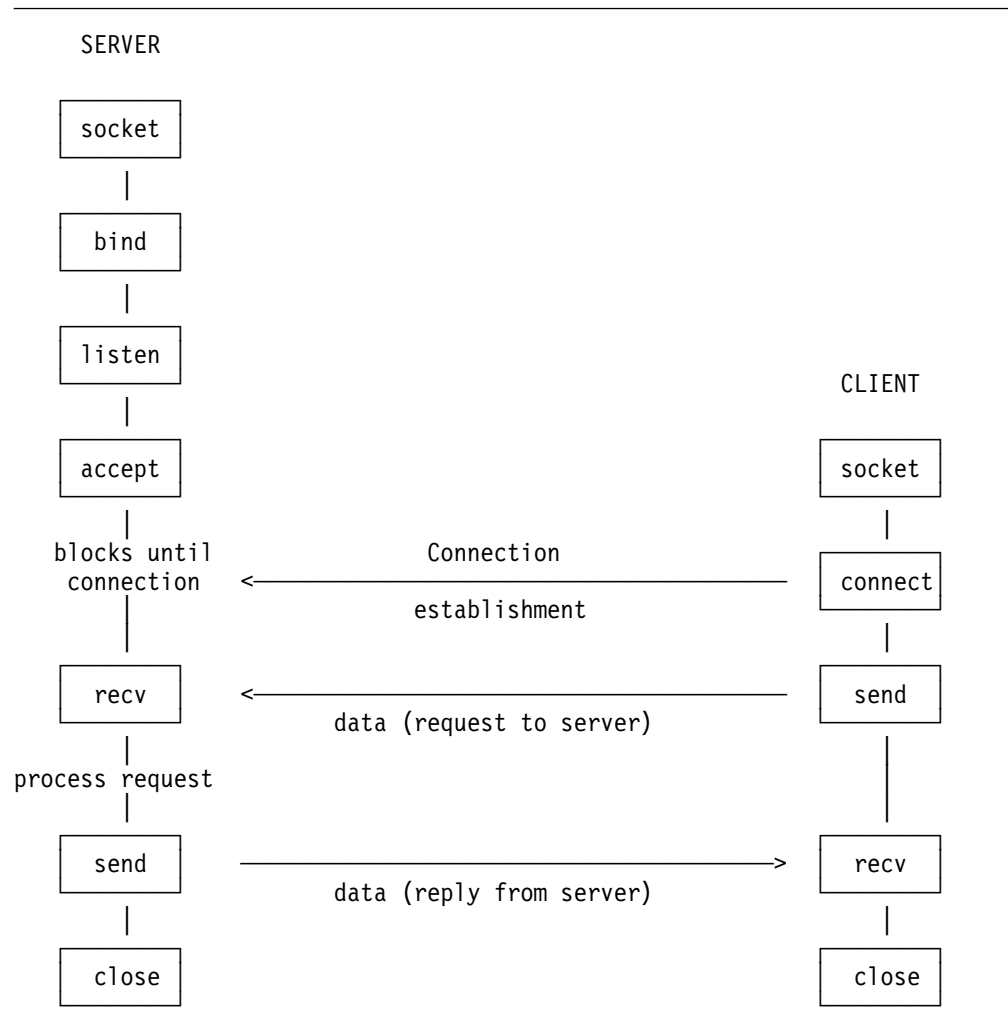 SERVER
socket
bind
listen
CLIENT
accept
socket
blocks until
connection
Connection
establishment
connect
recv
send
data (request to server)
process request
send
recv
data (reply from server)
close
close